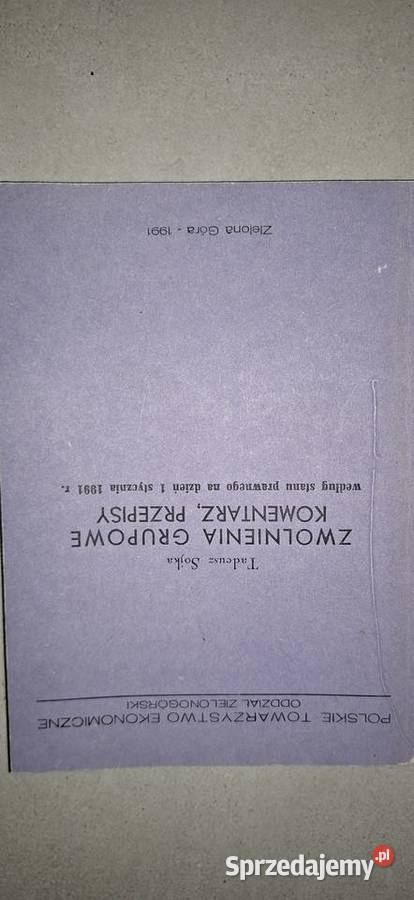 POLSKIE TOWARZYSTWO EKONOMICZNE
ODDZIAŁ ZIELONOGÓRSKI
Tadeusz Sojka
ZWOLNIENIA GRUPOWE
KOMENTARZ, PRZEPISY
według stanu prawnego na dzień 1 stycznia 1991 r.
Zielona Góra - 1991
Sprzedajemy.pl